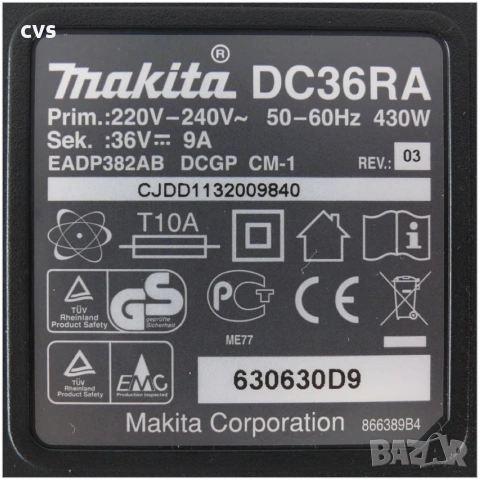 CVS
makita ® DC36RA
Prim.:220V–240V~ 50–60Hz 430W
Sek. :36V⎓ 9A
EADP382AB DCGP CM-1 REV.: 03
CJDD1132009840
T10A
i
TÜV
Rheinland
Product Safety
GS
geprüfte
Sicherheit
PCT
ME77
CE
TÜV
Rheinland
Product Safety
EMC
630630D9
Makita Corporation 866389B4
BAZAR